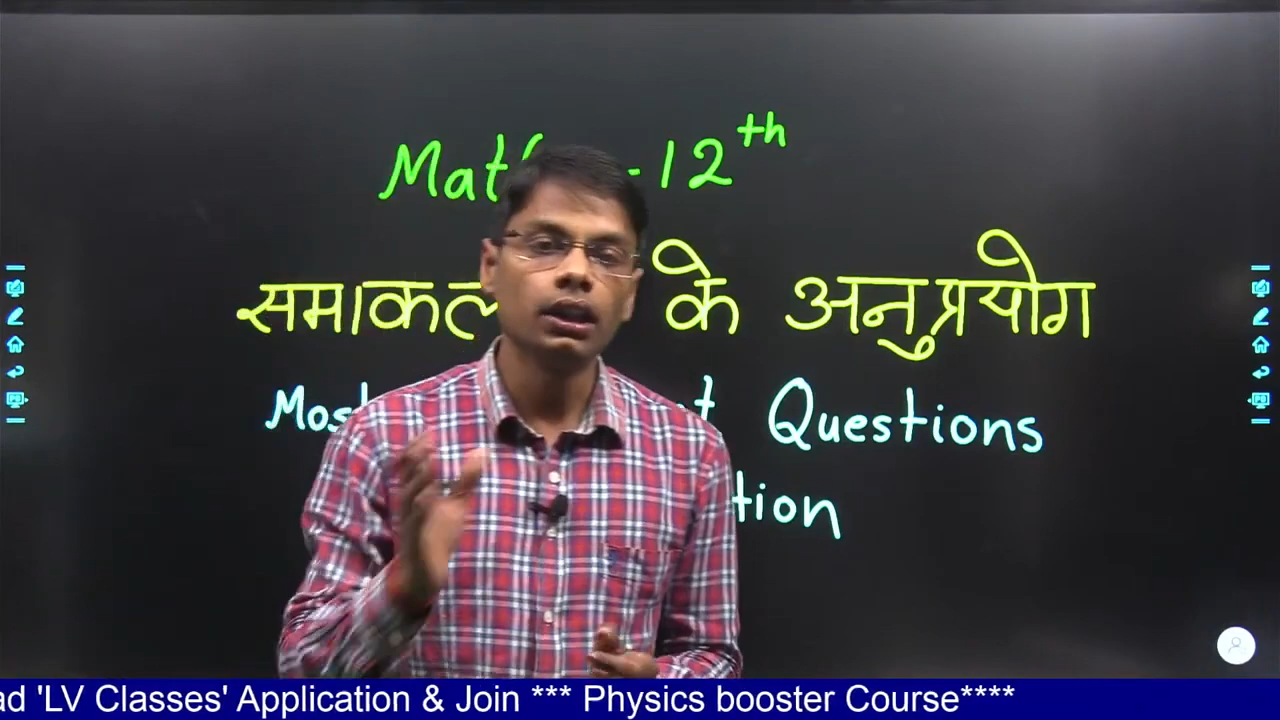 Mat -12th
समाकल के अनुप्रयोग
Mos t Questions
tion
ad 'LV Classes' Application & Join *** Physics booster Course****